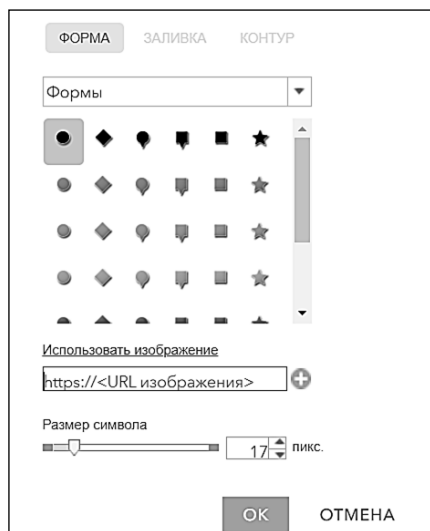 ФОРМА ЗАЛИВКА КОНТУР
Формы
Использовать изображение
https://<URL изображения>
Размер символа
17 пикс.
OK ОТМЕНА